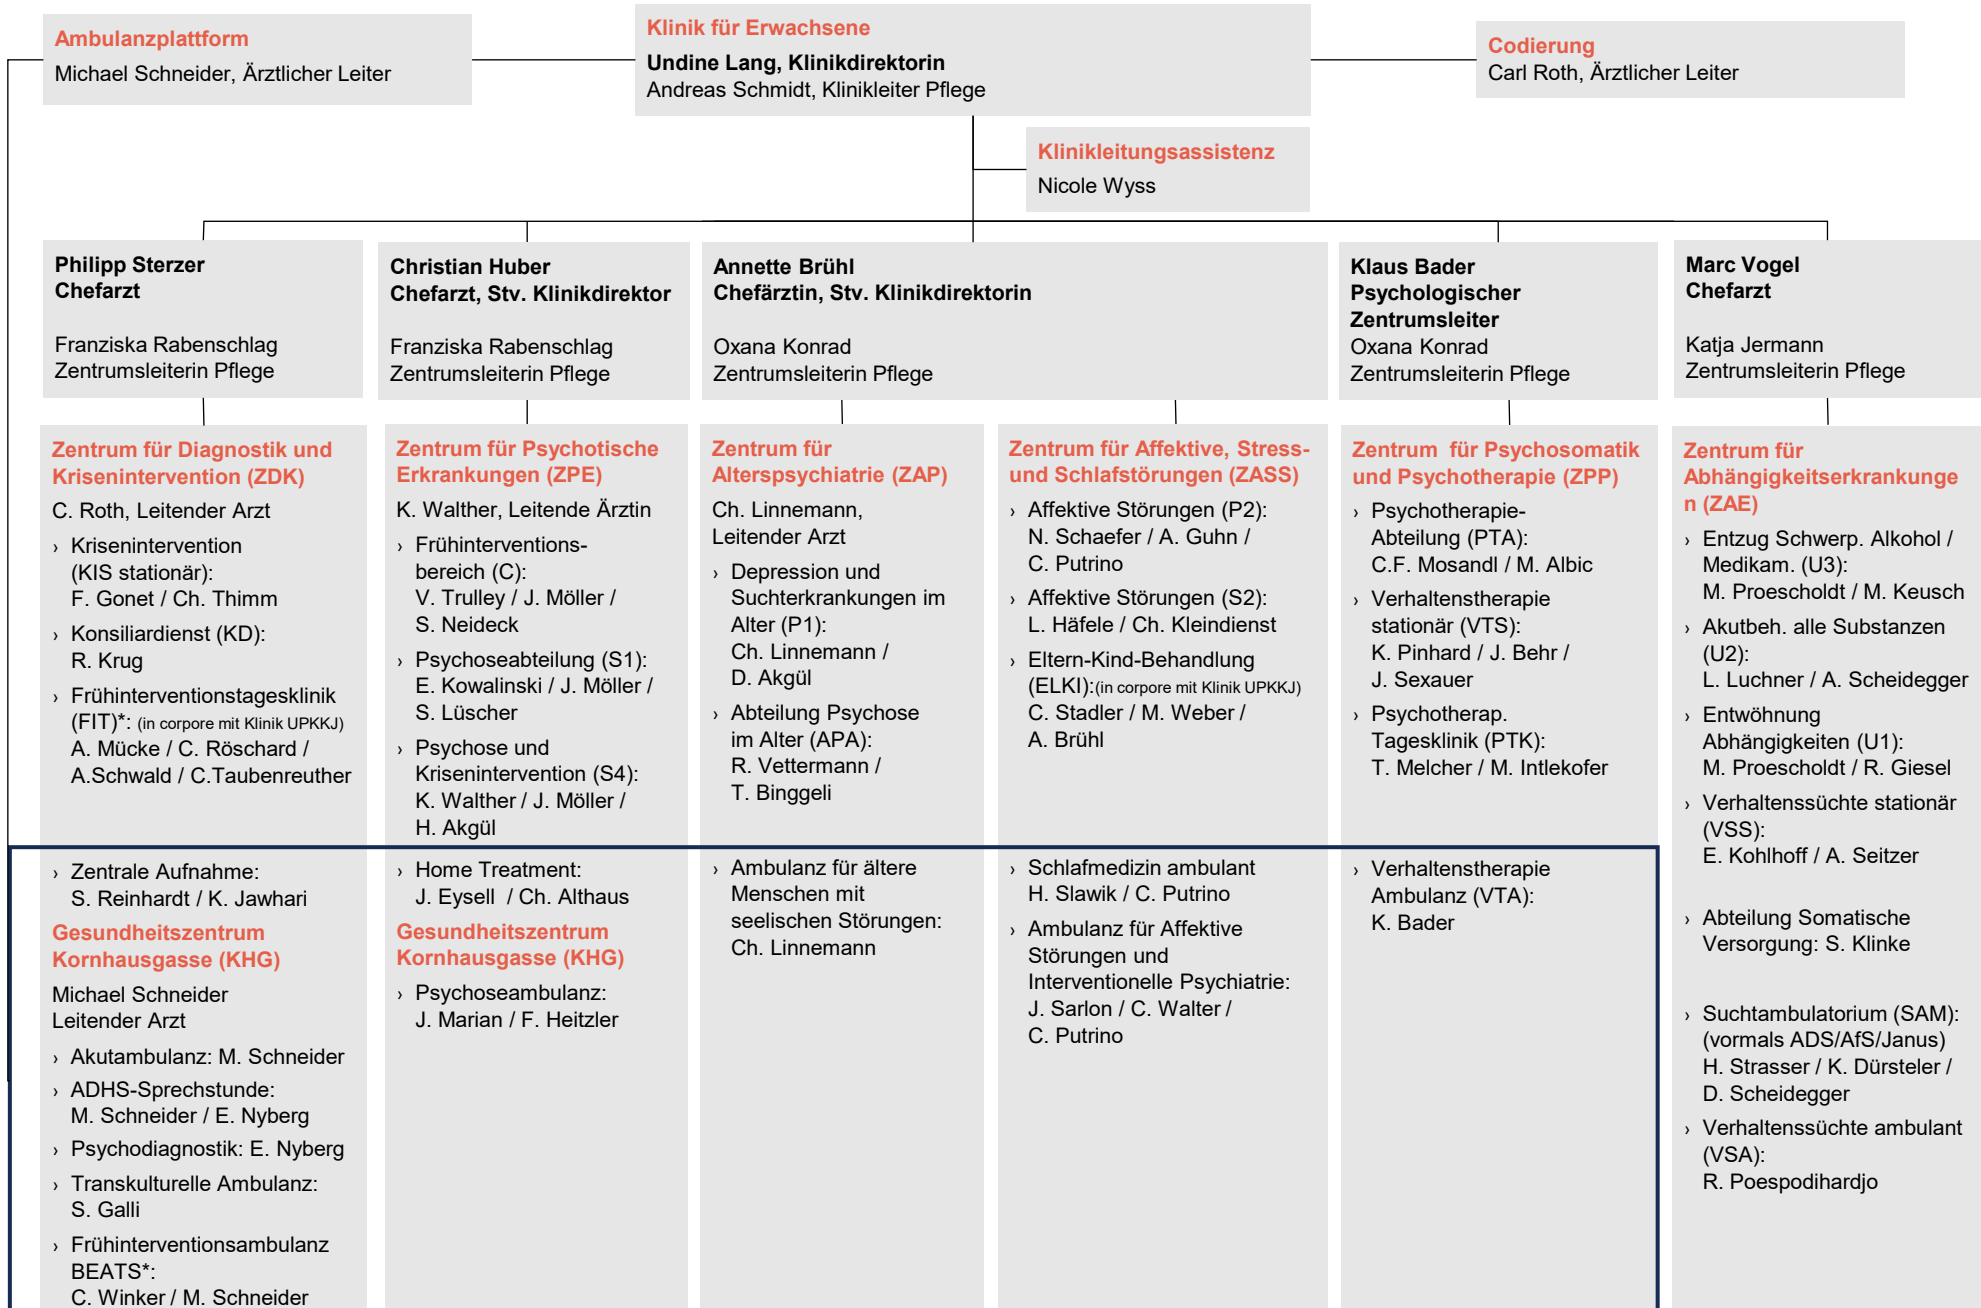 Ambulanzplattform
Michael Schneider, Ärztlicher Leiter
Klinik für Erwachsene
Undine Lang, Klinikdirektorin
Andreas Schmidt, Klinikleiter Pflege
Codierung
Carl Roth, Ärztlicher Leiter
Klinikleitungsassistenz
Nicole Wyss
Philipp Sterzer
Chefarzt
Franziska Rabenschlag
Zentrumsleiterin Pflege
Christian Huber
Chefarzt, Stv. Klinikdirektor
Franziska Rabenschlag
Zentrumsleiterin Pflege
Annette Brühl
Chefärztin, Stv. Klinikdirektorin
Oxana Konrad
Zentrumsleiterin Pflege
Klaus Bader
Psychologischer
Zentrumsleiter
Oxana Konrad
Zentrumsleiterin Pflege
Marc Vogel
Chefarzt
Katja Jermann
Zentrumsleiterin Pflege
Zentrum für Diagnostik und
Krisenintervention (ZDK)
C. Roth, Leitender Arzt
› Krisenintervention
(KIS stationär):
F. Gonet / Ch. Thimm
› Konsiliardienst (KD):
R. Krug
› Frühinterventionstagesklinik
(FIT)*: (in corpore mit Klinik UPKKJ)
A. Mücke / C. Röschard /
A.Schwald / C.Taubenreuther
› Zentrale Aufnahme:
S. Reinhardt / K. Jawhari
Gesundheitszentrum
Kornhausgasse (KHG)
Michael Schneider
Leitender Arzt
› Akutambulanz: M. Schneider
› ADHS-Sprechstunde:
M. Schneider / E. Nyberg
› Psychodiagnostik: E. Nyberg
› Transkulturelle Ambulanz:
S. Galli
› Frühinterventionsambulanz
BEATS*:
C. Winker / M. Schneider
Zentrum für Psychotische
Erkrankungen (ZPE)
K. Walther, Leitende Ärztin
› Frühinterventions-
bereich (C):
V. Trulley / J. Möller /
S. Neideck
› Psychoseabteilung (S1):
E. Kowalinski / J. Möller /
S. Lüscher
› Psychose und
Krisenintervention (S4):
K. Walther / J. Möller /
H. Akgül
› Home Treatment:
J. Eysell / Ch. Althaus
Gesundheitszentrum
Kornhausgasse (KHG)
› Psychoseambulanz:
J. Marian / F. Heitzler
Zentrum für
Alterspsychiatrie (ZAP)
Ch. Linnemann,
Leitender Arzt
› Depression und
Suchterkrankungen im
Alter (P1):
Ch. Linnemann /
D. Akgül
› Abteilung Psychose
im Alter (APA):
R. Vettermann /
T. Binggeli
› Ambulanz für ältere
Menschen mit
seelischen Störungen:
Ch. Linnemann
Zentrum für Affektive, Stress-
und Schlafstörungen (ZASS)
› Affektive Störungen (P2):
N. Schaefer / A. Guhn /
C. Putrino
› Affektive Störungen (S2):
L. Häfele / Ch. Kleindienst
› Eltern-Kind-Behandlung
(ELKI):(in corpore mit Klinik UPKKJ)
C. Stadler / M. Weber /
A. Brühl
› Schlafmedizin ambulant
H. Slawik / C. Putrino
› Ambulanz für Affektive
Störungen und
Interventionelle Psychiatrie:
J. Sarlon / C. Walter /
C. Putrino
Zentrum für Psychosomatik
und Psychotherapie (ZPP)
› Psychotherapie-
Abteilung (PTA):
C.F. Mosandl / M. Albic
› Verhaltenstherapie
stationär (VTS):
K. Pinhard / J. Behr /
J. Sexauer
› Psychotherap.
Tagesklinik (PTK):
T. Melcher / M. Intlekofer
› Verhaltenstherapie
Ambulanz (VTA):
K. Bader
Zentrum für
Abhängigkeitserkrankunge
n (ZAE)
› Entzug Schwerp. Alkohol /
Medikam. (U3):
M. Proescholdt / M. Keusch
› Akutbeh. alle Substanzen
(U2):
L. Luchner / A. Scheidegger
› Entwöhnung
Abhängigkeiten (U1):
M. Proescholdt / R. Giesel
› Verhaltenssüchte stationär
(VSS):
E. Kohlhoff / A. Seitzer
› Abteilung Somatische
Versorgung: S. Klinke
› Suchtambulatorium (SAM):
(vormals ADS/AfS/Janus)
H. Strasser / K. Dürsteler /
D. Scheidegger
› Verhaltenssüchte ambulant
(VSA):
R. Poespodihardjo